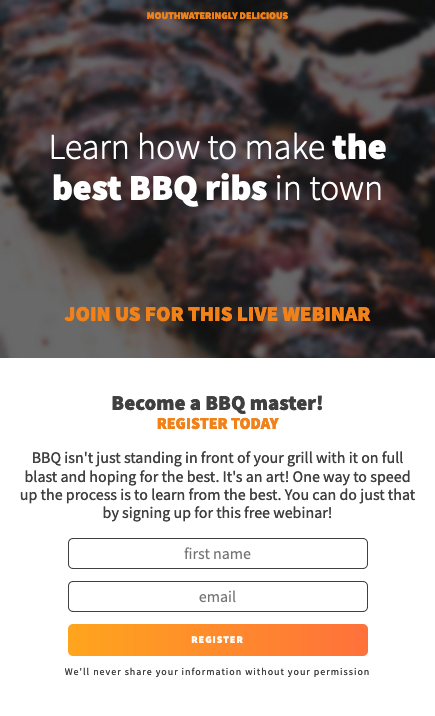 MOUTHWATERINGLY DELICIOUS
Learn how to make the
best BBQ ribs in town
JOIN US FOR THIS LIVE WEBINAR
Become a BBQ master!
REGISTER TODAY
BBQ isn't just standing in front of your grill with it on full
blast and hoping for the best. It's an art! One way to speed
up the process is to learn from the best. You can do just that
by signing up for this free webinar!
first name
email
REGISTER
We'll never share your information without your permission